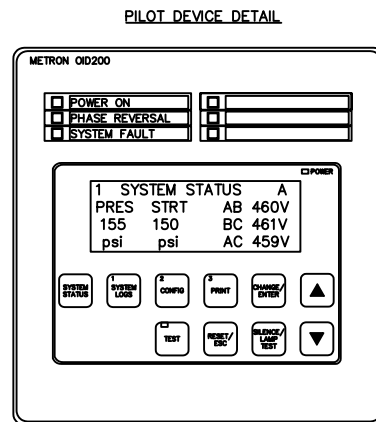 PILOT DEVICE DETAIL
METRON OID200
POWER ON
PHASE REVERSAL
SYSTEM FAULT
POWER
1 SYSTEM STATUS A
PRES STRT AB 460V
155 150 BC 461V
psi psi AC 459V
SYSTEM STATUS
1 SYSTEM LOGS
2 CONFIG
3 PRINT
CHANGE/ENTER
TEST
RESET/ESC
SILENCE/LAMP TEST